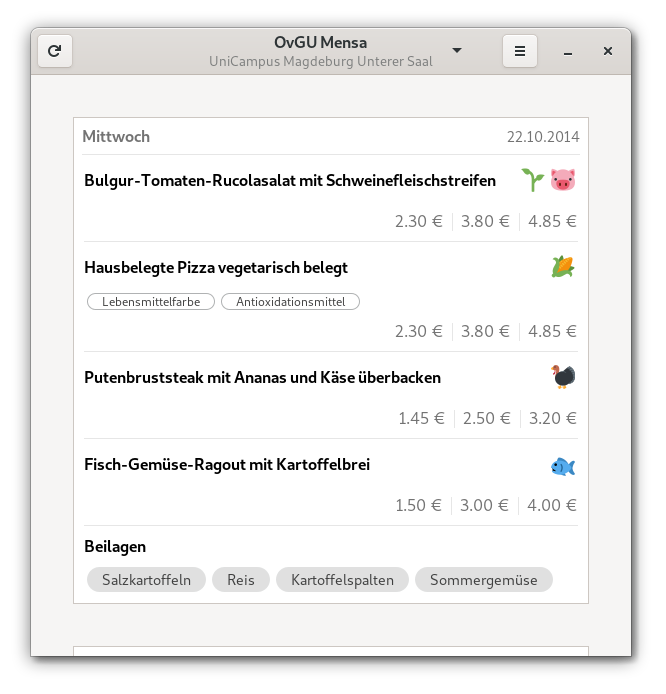 OvGU Mensa
UniCampus Magdeburg Unterer Saal
Mittwoch 22.10.2014
Bulgur-Tomaten-Rucolasalat mit Schweinefleischstreifen
2.30 € 3.80 € 4.85 €
Hausbelegte Pizza vegetarisch belegt
Lebensmittelfarbe Antioxidationsmittel
2.30 € 3.80 € 4.85 €
Putenbruststeak mit Ananas und Käse überbacken
1.45 € 2.50 € 3.20 €
Fisch-Gemüse-Ragout mit Kartoffelbrei
1.50 € 3.00 € 4.00 €
Beilagen
Salzkartoffeln Reis Kartoffelspalten Sommergemüse